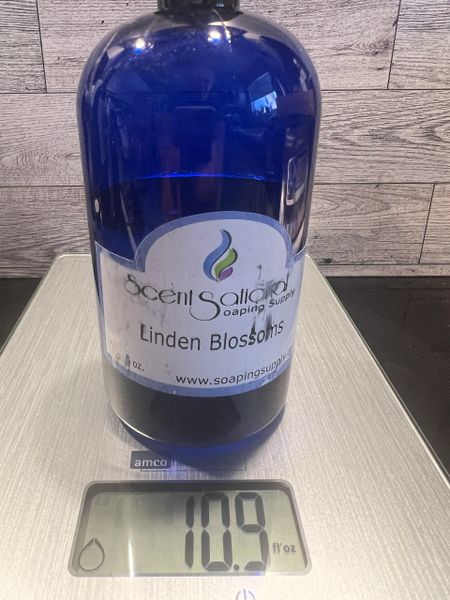 Scent Sational
Soaping Supply
Linden Blossoms
oz.
www.soapingsupply.
amco
10.9 fl'oz